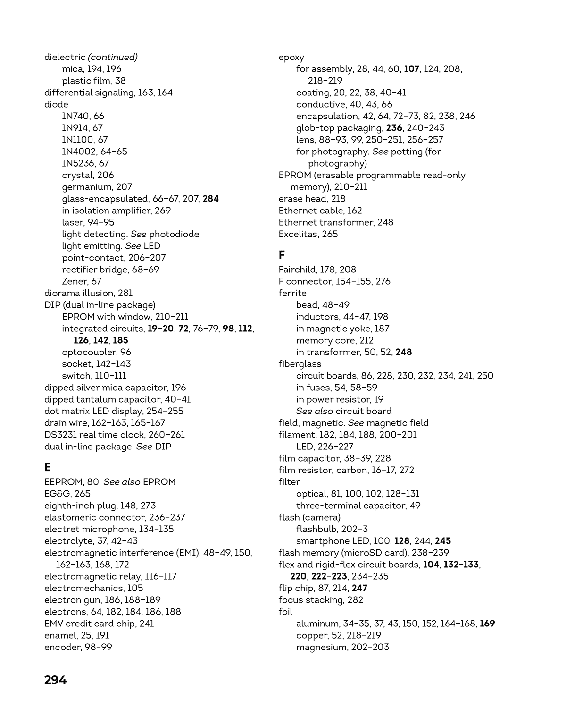 dielectric (continued)
mica, 194, 196
plastic film, 38
differential signaling, 163, 164
diode
1N740, 66
1N914, 67
1N1100, 67
1N4002, 64–65
1N5236, 67
crystal, 206
germanium, 207
glass-encapsulated, 66–67, 207, 284
in isolation amplifier, 269
laser, 94–95
light detecting. See photodiode
light emitting. See LED
point-contact, 206–207
rectifier bridge, 68–69
Zener, 67
diorama illusion, 281
DIP (dual in-line package)
EPROM with window, 210–211
integrated circuits, 19–20, 72, 76–79, 98, 112,
126, 142, 185
optocoupler, 96
socket, 142–143
switch, 110–111
dipped silver mica capacitor, 196
dipped tantalum capacitor, 40–41
dot matrix LED display, 254–255
drain wire, 162–163, 165–167
DS3231 real time clock, 260–261
dual in-line package. See DIP
E
EEPROM, 80. See also EPROM
EG&G, 265
eighth-inch plug, 148, 273
elastomeric connector, 236–237
electret microphone, 134–135
electrolyte, 37, 42–43
electromagnetic interference (EMI), 48–49, 150,
162–163, 168, 172
electromagnetic relay, 116–117
electromechanics, 105
electron gun, 186, 188–189
electrons, 64, 182, 184, 186, 188
EMV credit card chip, 241
enamel, 25, 191
encoder, 98–99
294
epoxy
for assembly, 28, 44, 60, 107, 124, 208,
218–219
coating, 20, 22, 38, 40–41
conductive, 40, 43, 66
encapsulation, 42, 64, 72–73, 82, 238, 246
glob-top packaging, 236, 240–243
lens, 88–93, 99, 250–251, 256–257
for photography. See potting (for
photography)
EPROM (erasable programmable read-only
memory), 210–211
erase head, 218
Ethernet cable, 162
Ethernet transformer, 248
Excelitas, 265
F
Fairchild, 178, 208
F connector, 154–155, 276
ferrite
bead, 48–49
inductors, 44–47, 198
in magnetic yoke, 187
memory core, 212
in transformer, 50, 52, 248
fiberglass
circuit boards, 86, 228, 230, 232, 234, 241, 250
in fuses, 54, 58–59
in power resistor, 19
See also circuit board
field, magnetic. See magnetic field
filament, 182, 184, 188, 200–201
LED, 226–227
film capacitor, 38–39, 228
film resistor, carbon, 16–17, 272
filter
optical, 81, 100, 102, 128–131
three-terminal capacitor, 49
flash (camera)
flashbulb, 202–3
smartphone LED, 100, 128, 244, 245
flash memory (microSD card), 238–239
flex and rigid-flex circuit boards, 104, 132–133,
220, 222–223, 234–235
flip chip, 87, 214, 247
focus stacking, 282
foil
aluminum, 34–35, 37, 43, 150, 152, 164–168, 169
copper, 52, 218–219
magnesium, 202–203